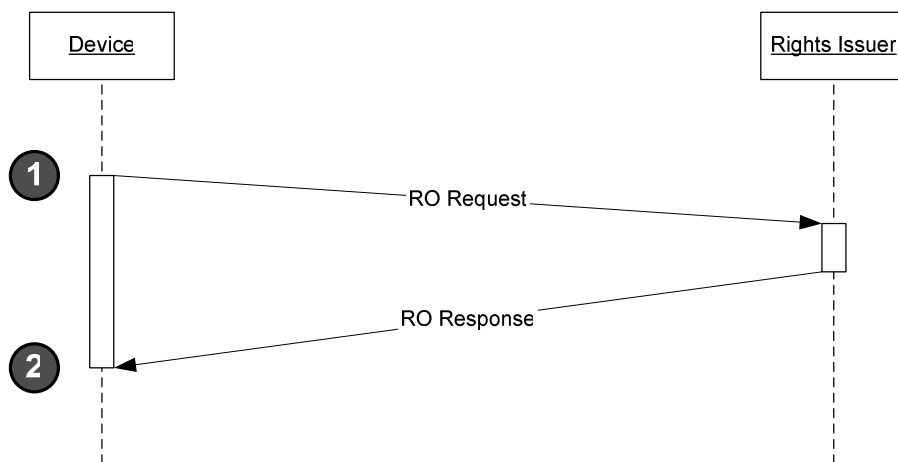 Device
Rights Issuer
1
RO Request
RO Response
2